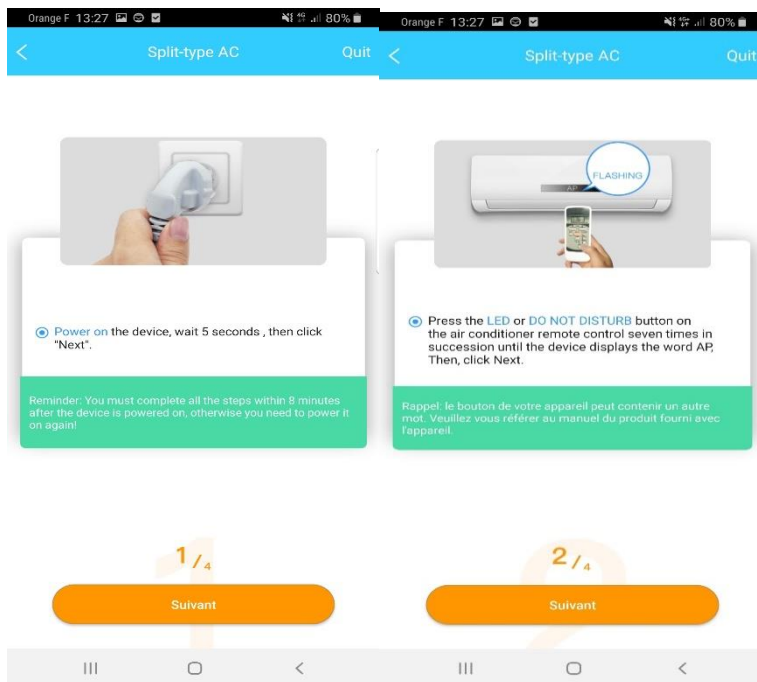 Orange F 13:27 80%
Split-type AC Quit
Power on the device, wait 5 seconds , then click
"Next".
Reminder: You must complete all the steps within 8 minutes
after the device is powered on, otherwise you need to power it
on again!
1/4
Suivant
Orange F 13:27 4G+ 80%
Split-type AC Quit
FLASHING
AP
Press the LED or DO NOT DISTURB button on
the air conditioner remote control seven times in
succession until the device displays the word AP,
Then, click Next.
Rappel: le bouton de votre appareil peut contenir un autre
mot. Veuillez vous référer au manuel du produit fourni avec
l'appareil.
2/4
Suivant